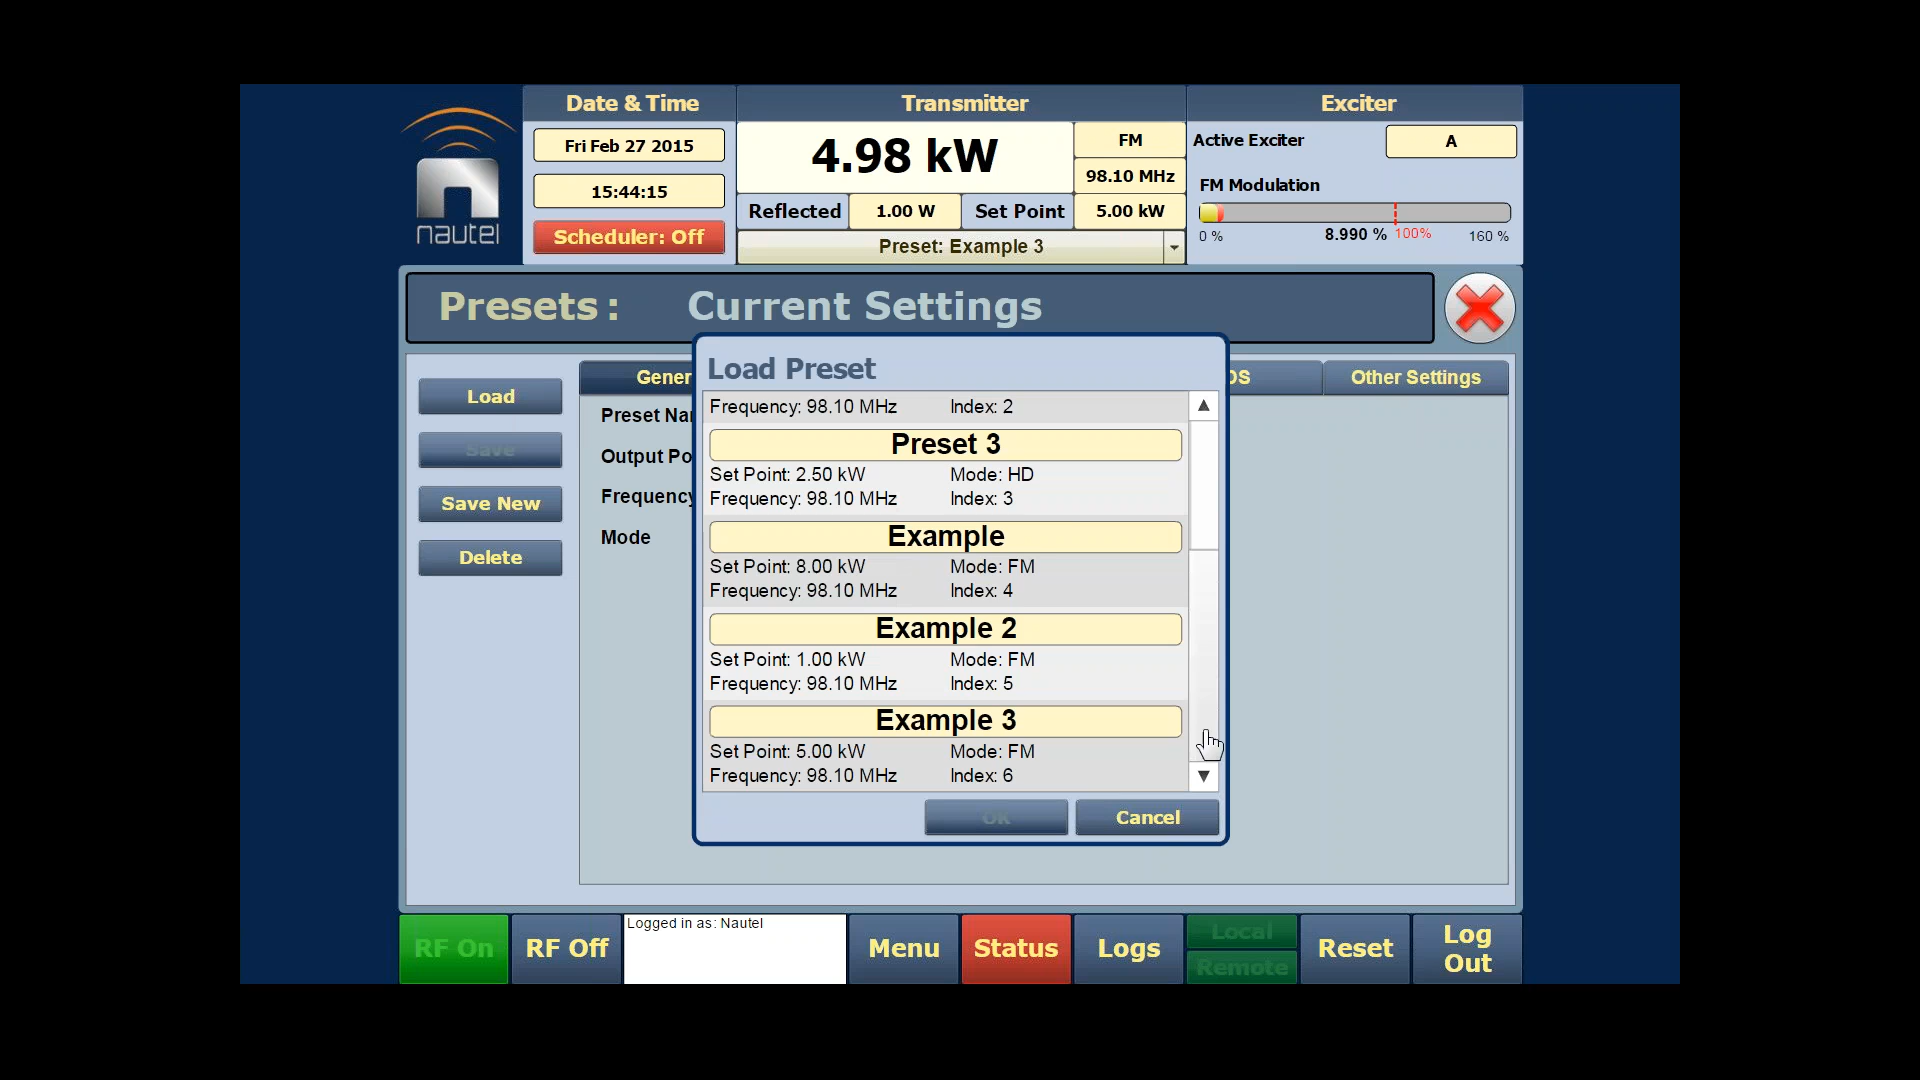 nautel
Date & Time
Fri Feb 27 2015
15:44:15
Scheduler: Off
Transmitter
4.98 kW
FM
98.10 MHz
Reflected
1.00 W
Set Point
5.00 kW
Preset: Example 3
Exciter
Active Exciter
A
FM Modulation
0 %
8.990 %
100%
160 %
Presets: Current Settings
Load
Save
Save New
Delete
Gener
Other Settings
Preset Na
Output Po
Frequency
Mode
Load Preset
Frequency: 98.10 MHz Index: 2
Preset 3
Set Point: 2.50 kW Mode: HD
Frequency: 98.10 MHz Index: 3
Example
Set Point: 8.00 kW Mode: FM
Frequency: 98.10 MHz Index: 4
Example 2
Set Point: 1.00 kW Mode: FM
Frequency: 98.10 MHz Index: 5
Example 3
Set Point: 5.00 kW Mode: FM
Frequency: 98.10 MHz Index: 6
OK
Cancel
RF On
RF Off
Logged in as: Nautel
Menu
Status
Logs
Local
Remote
Reset
Log
Out